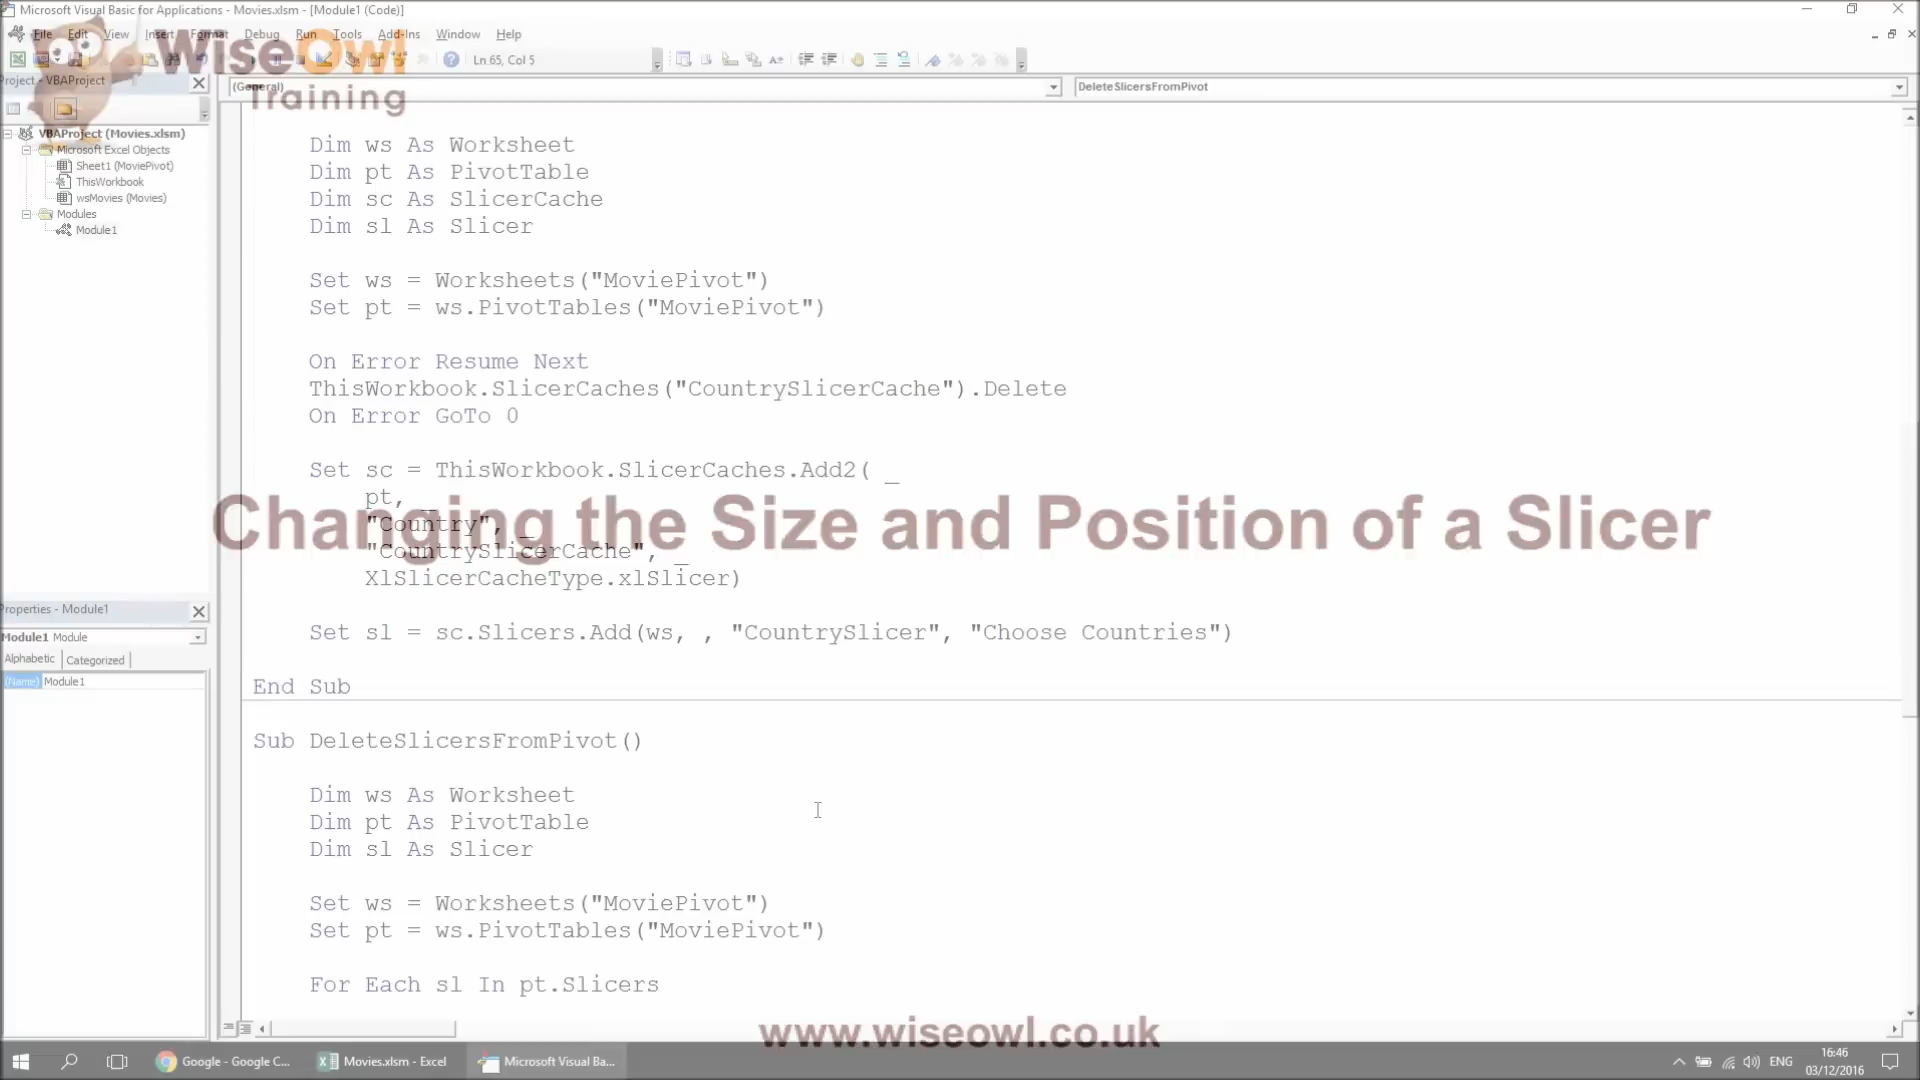 Microsoft Visual Basic for Applications - Movies.xlsm - [Module1 (Code)]
File Edit View Insert Format Debug Run Tools Add-Ins Window Help
WiseOwl
Training
Ln 65, Col 5
Project - VBAProject
(General)
DeleteSlicersFromPivot
VBAProject (Movies.xlsm)
Microsoft Excel Objects
Sheet1 (MoviePivot)
ThisWorkbook
wsMovies (Movies)
Modules
Module1
Properties - Module1
Module1 Module
Alphabetic Categorized
(Name) Module1
Dim ws As Worksheet
Dim pt As PivotTable
Dim sc As SlicerCache
Dim sl As Slicer
Set ws = Worksheets("MoviePivot")
Set pt = ws.PivotTables("MoviePivot")
On Error Resume Next
ThisWorkbook.SlicerCaches("CountrySlicerCache").Delete
On Error GoTo 0
Set sc = ThisWorkbook.SlicerCaches.Add2( _
pt, _
"Country", _
"CountrySlicerCache", _
XlSlicerCacheType.xlSlicer)
Changing the Size and Position of a Slicer
Set sl = sc.Slicers.Add(ws, , "CountrySlicer", "Choose Countries")
End Sub
Sub DeleteSlicersFromPivot()
Dim ws As Worksheet
Dim pt As PivotTable
Dim sl As Slicer
Set ws = Worksheets("MoviePivot")
Set pt = ws.PivotTables("MoviePivot")
For Each sl In pt.Slicers
www.wiseowl.co.uk
Google - Google C...
Movies.xlsm - Excel
Microsoft Visual Ba...
ENG
16:46
03/12/2016